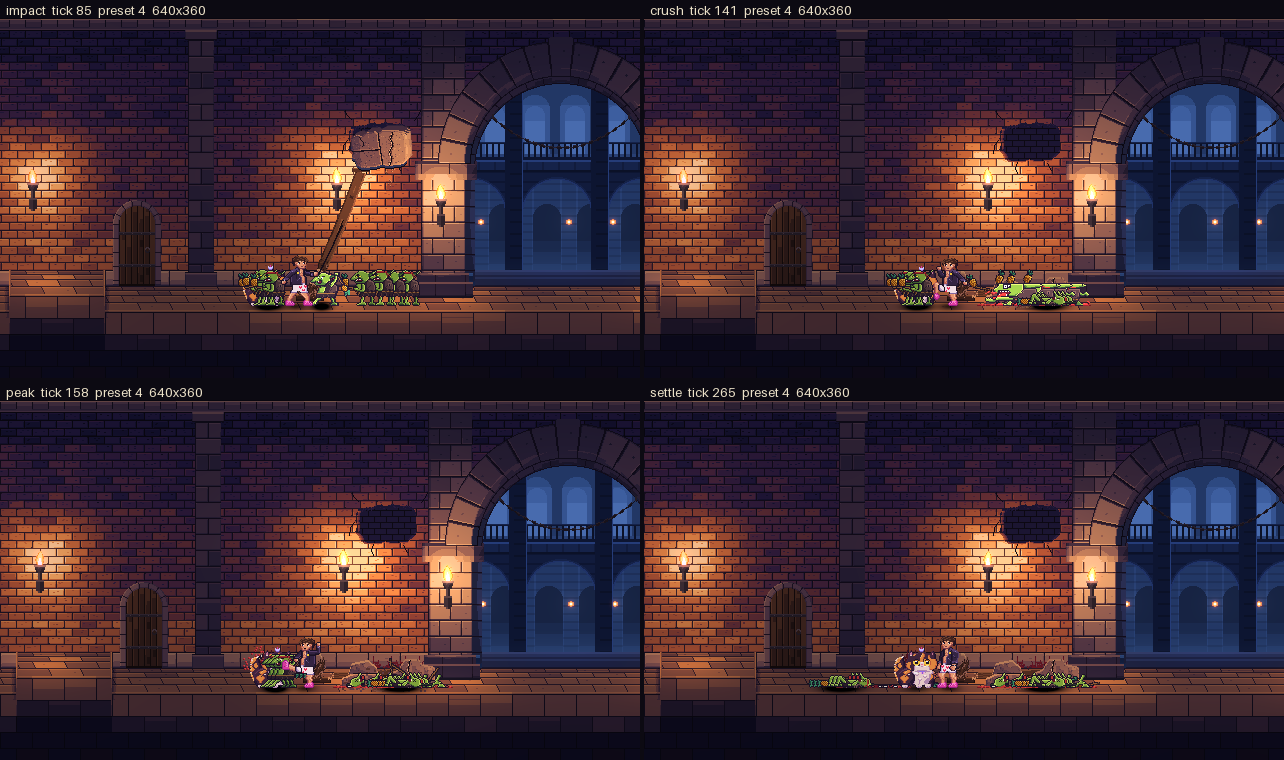 impact tick 85 preset 4 640x360
crush tick 141 preset 4 640x360
peak tick 158 preset 4 640x360
settle tick 265 preset 4 640x360